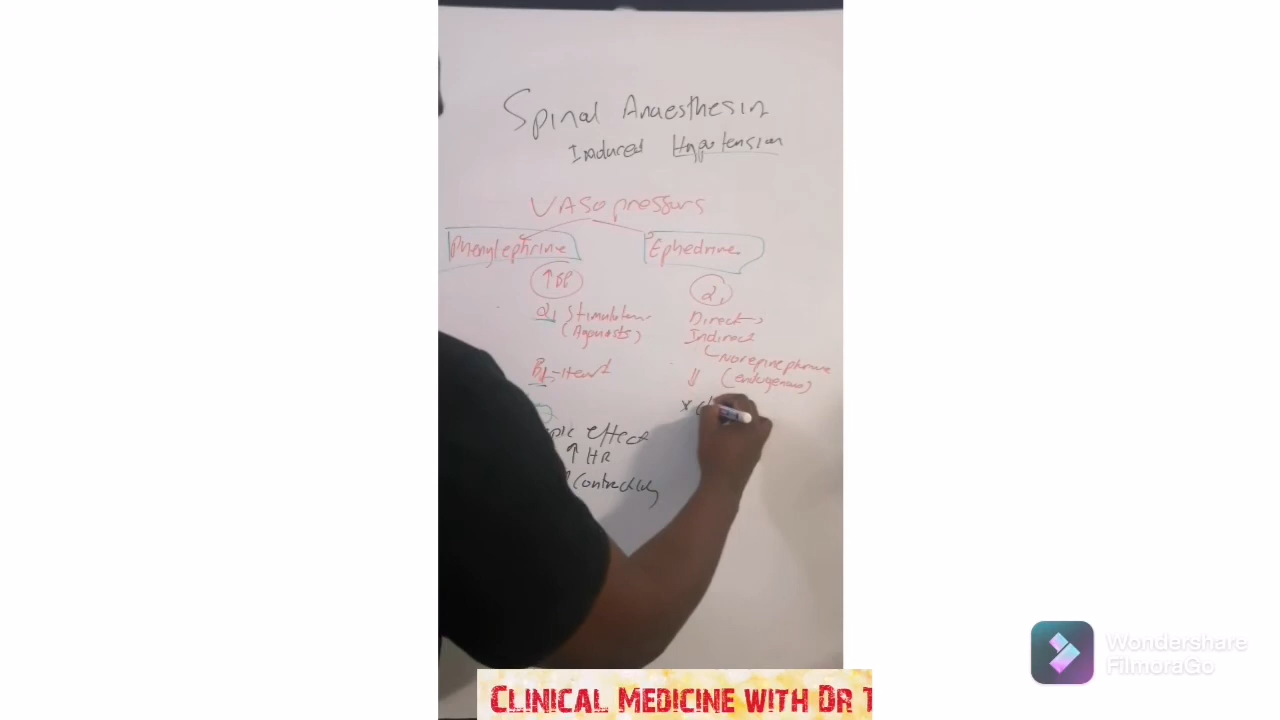 Spinal Anaesthesia
Induced Hypotension
VASopressors
Phenylephrine
Ephedrine
↑BP
α1 Stimulation
(Agonists)
B1-Heart
effect
↑ HR
Contractility
α1
Direct
Indirect
Norepinephrine
(endogenous)
CLINICAL MEDICINE WITH DR T
Wondershare
FilmoraGo